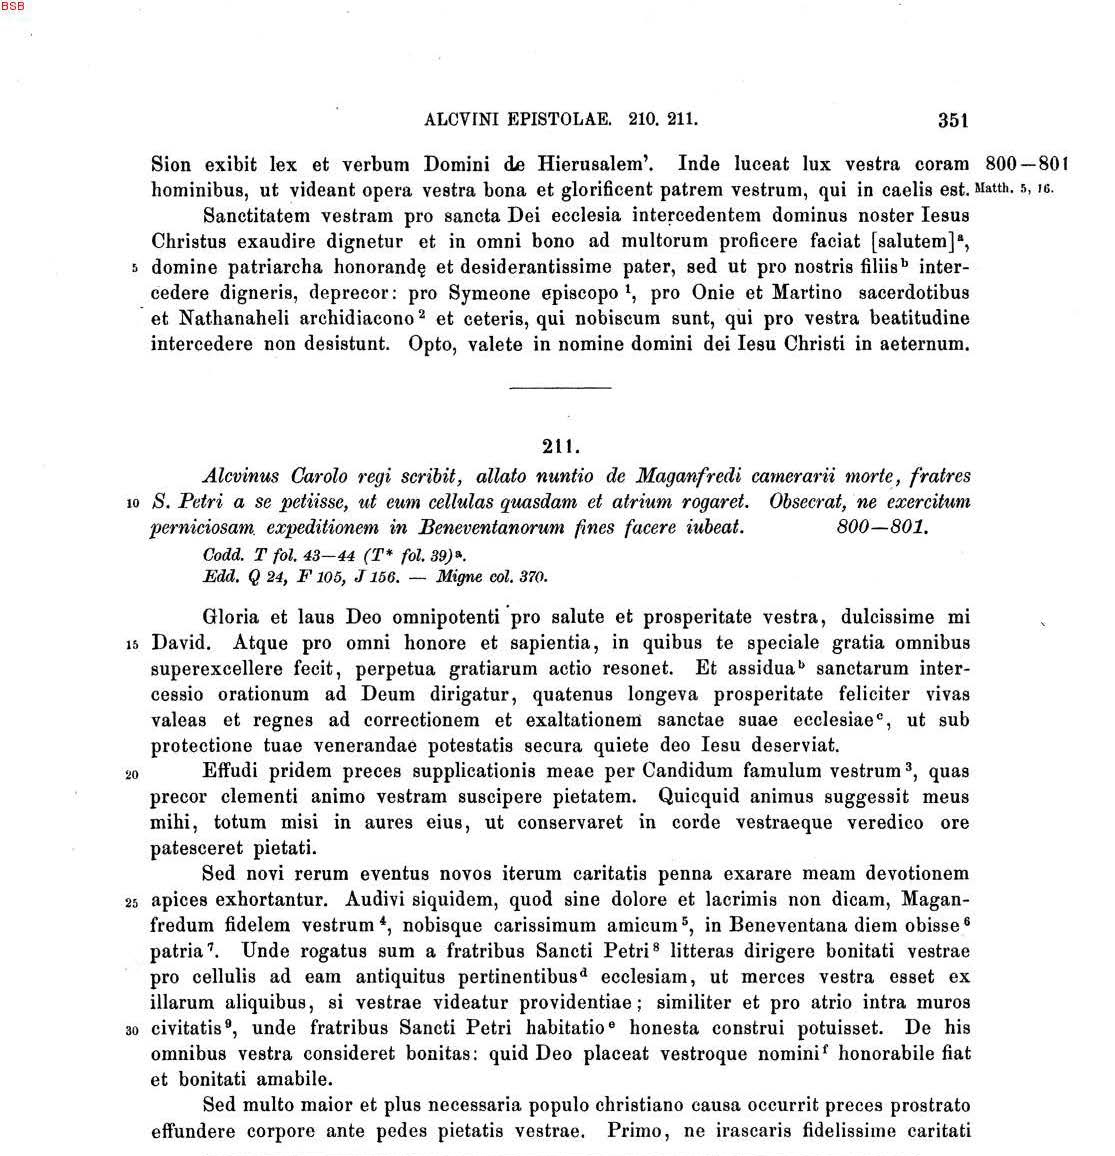 BSB
ALCVINI EPISTOLAE. 210. 211. 351
Sion exibit lex et verbum Domini de Hierusalem’. Inde luceat lux vestra coram 800—801
hominibus, ut videant opera vestra bona et glorificent patrem vestrum, qui in caelis est. Matth. 5, 16.
Sanctitatem vestram pro sancta Dei ecclesia intercedentem dominus noster Iesus
Christus exaudire dignetur et in omni bono ad multorum proficere faciat [salutem]ᵃ,
5 domine patriarcha honorandę et desiderantissime pater, sed ut pro nostris filiisᵇ inter-
cedere digneris, deprecor: pro Symeone episcopo ¹, pro Onie et Martino sacerdotibus
et Nathanaheli archidiacono ² et ceteris, qui nobiscum sunt, qui pro vestra beatitudine
intercedere non desistunt. Opto, valete in nomine domini dei Iesu Christi in aeternum.
211.
Alcvinus Carolo regi scribit, allato nuntio de Maganfredi camerarii morte, fratres
10 S. Petri a se petiisse, ut eum cellulas quasdam et atrium rogaret. Obsecrat, ne exercitum
perniciosam expeditionem in Beneventanorum fines facere iubeat. 800—801.
Codd. T fol. 43—44 (T* fol. 39)ᵃ.
Edd. Q 24, F 105, J 156. — Migne col. 370.
Gloria et laus Deo omnipotenti pro salute et prosperitate vestra, dulcissime mi
15 David. Atque pro omni honore et sapientia, in quibus te speciale gratia omnibus
superexcellere fecit, perpetua gratiarum actio resonet. Et assiduaᵇ sanctarum inter-
cessio orationum ad Deum dirigatur, quatenus longeva prosperitate feliciter vivas
valeas et regnes ad correctionem et exaltationem sanctae suae ecclesiaeᶜ, ut sub
protectione tuae venerandae potestatis secura quiete deo Iesu deserviat.
20 Effudi pridem preces supplicationis meae per Candidum famulum vestrum ³, quas
precor clementi animo vestram suscipere pietatem. Quicquid animus suggessit meus
mihi, totum misi in aures eius, ut conservaret in corde vestraeque veredico ore
patesceret pietati.
Sed novi rerum eventus novos iterum caritatis penna exarare meam devotionem
25 apices exhortantur. Audivi siquidem, quod sine dolore et lacrimis non dicam, Magan-
fredum fidelem vestrum ⁴, nobisque carissimum amicum ⁵, in Beneventana diem obisse ⁶
patria ⁷. Unde rogatus sum a fratribus Sancti Petri ⁸ litteras dirigere bonitati vestrae
pro cellulis ad eam antiquitus pertinentibusᵈ ecclesiam, ut merces vestra esset ex
illarum aliquibus, si vestrae videatur providentiae; similiter et pro atrio intra muros
30 civitatis ⁹, unde fratribus Sancti Petri habitatio ᵉ honesta construi potuisset. De his
omnibus vestra consideret bonitas: quid Deo placeat vestroque nominiᶠ honorabile fiat
et bonitati amabile.
Sed multo maior et plus necessaria populo christiano causa occurrit preces prostrato
effundere corpore ante pedes pietatis vestrae. Primo, ne irascaris fidelissime caritati